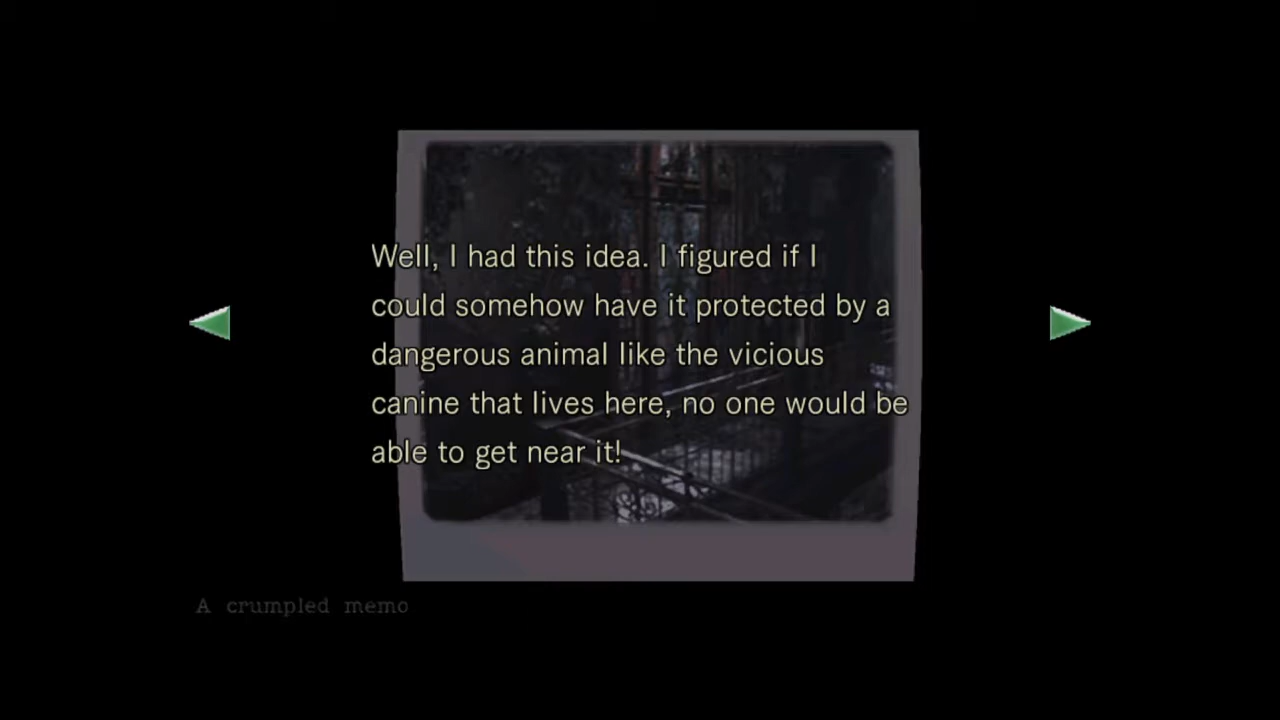 Well, I had this idea. I figured if I
could somehow have it protected by a
dangerous animal like the vicious
canine that lives here, no one would be
able to get near it!
A crumpled memo